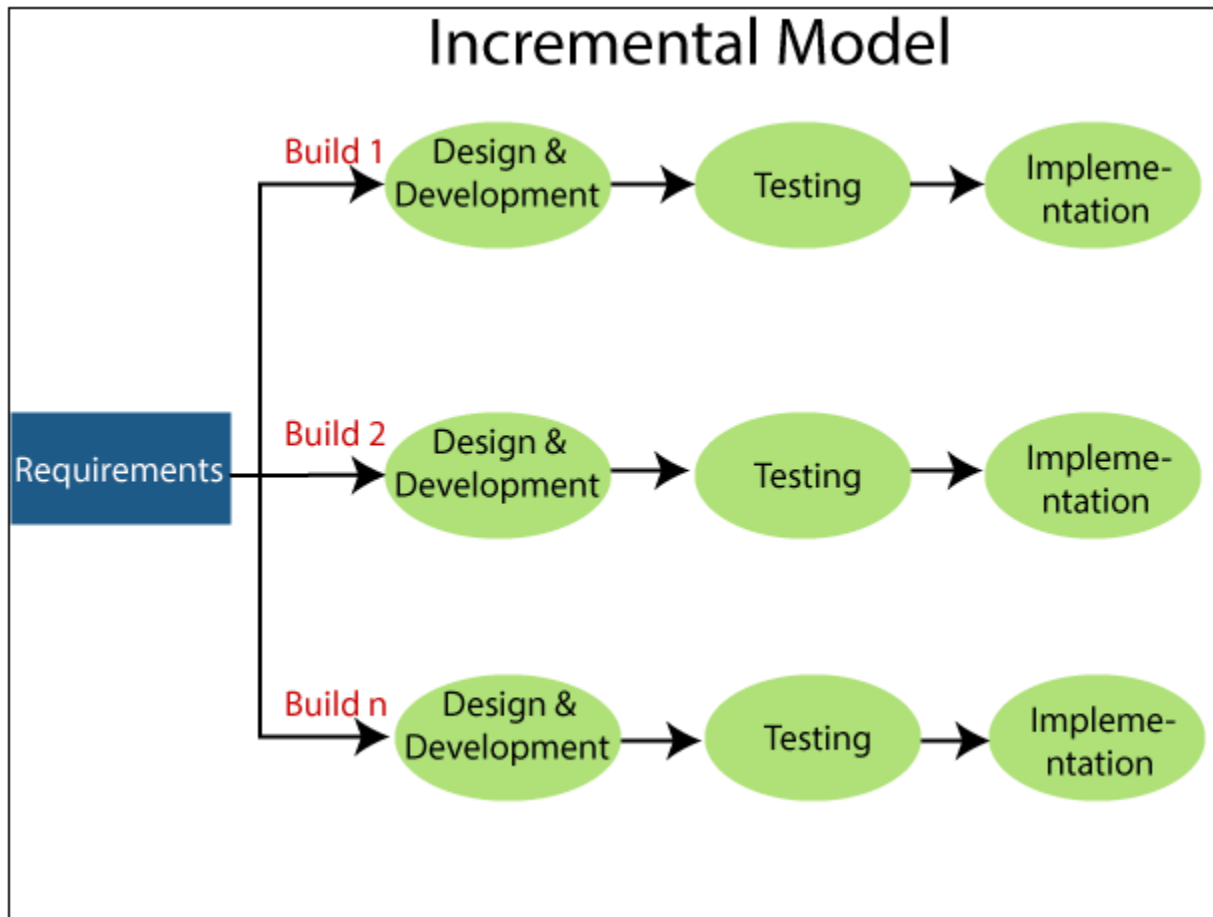 Incremental Model
Build 1
Design &
Development
Testing
Impleme-
ntation
Requirements
Build 2
Design &
Development
Testing
Impleme-
ntation
Build n
Design &
Development
Testing
Impleme-
ntation